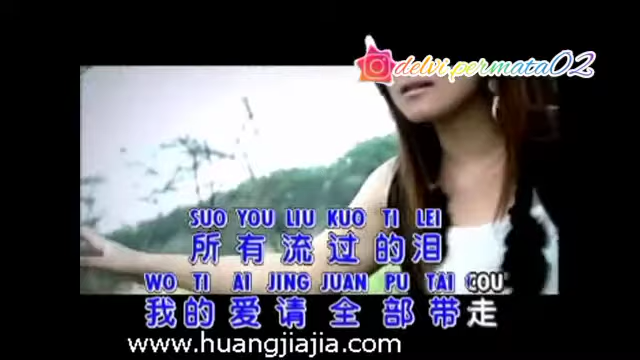 delvi.permata02
SUO YOU LIU KUO TI LEI
所有流过的泪
WO TI AI JING JUAN PU TAI COU
我的爱请全部带走
www.huangjiajia.com